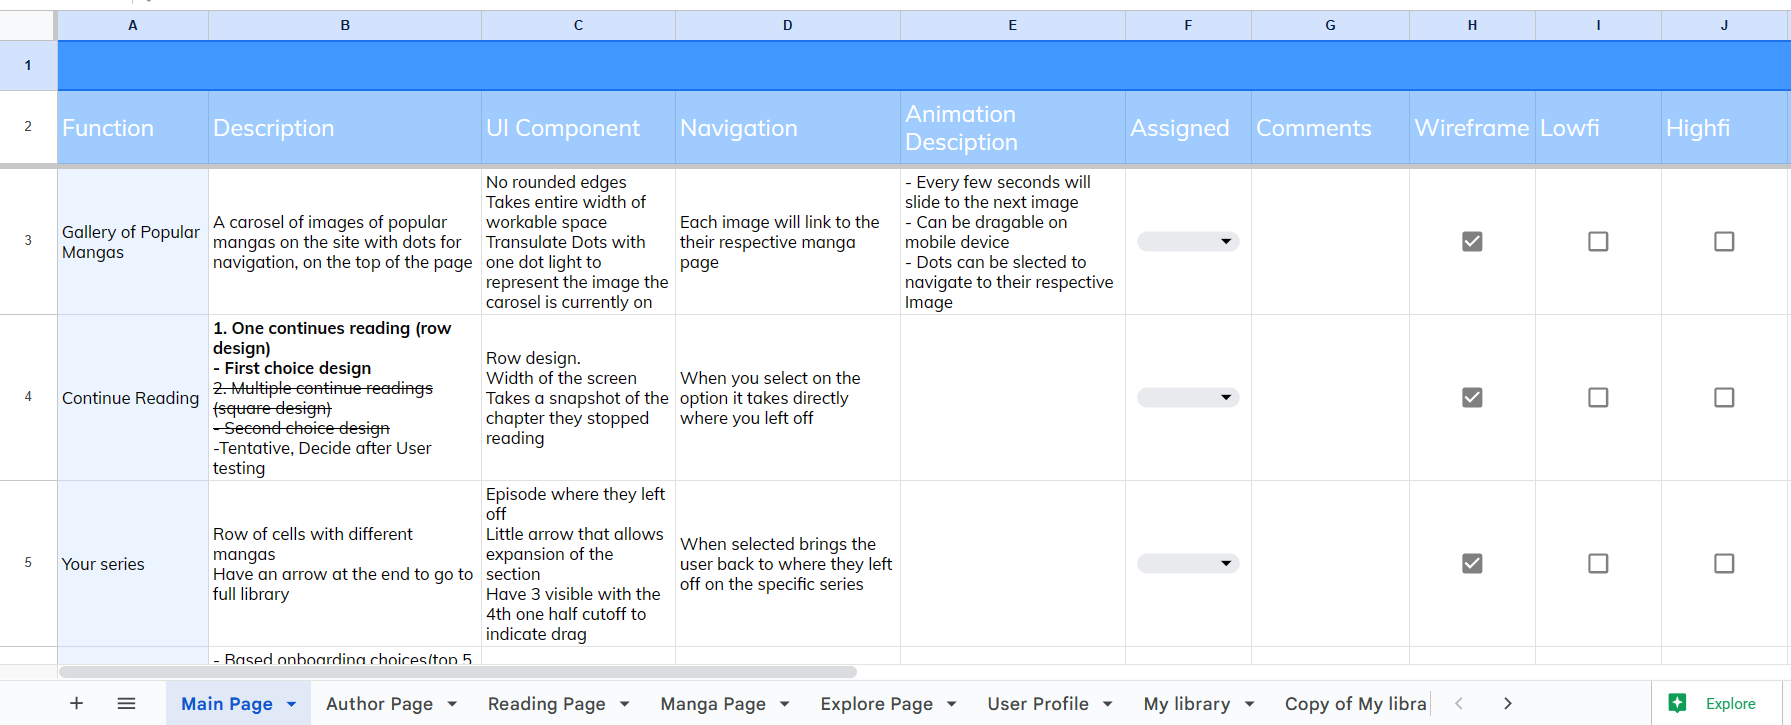 A B C D E F G H I J
1
2 Function Description UI Component Navigation Animation Desciption Assigned Comments Wireframe Lowfi Highfi
3
Gallery of Popular
Mangas
A carosel of images of popular
mangas on the site with dots for
navigation, on the top of the page
No rounded edges
Takes entire width of
workable space
Transulate Dots with
one dot light to
represent the image the
carosel is currently on
Each image will link to the
their respective manga
page
- Every few seconds will
slide to the next image
- Can be dragable on
mobile device
- Dots can be slected to
navigate to their respective
Image
4
Continue Reading
1. One continues reading (row
design)
- First choice design
2. Multiple continue readings
(square design)
- Second choice design
-Tentative, Decide after User
testing
Row design.
Width of the screen
Takes a snapshot of the
chapter they stopped
reading
When you select on the
option it takes directly
where you left off
5
Your series
Row of cells with different
mangas
Have an arrow at the end to go to
full library
Episode where they left
off
Little arrow that allows
expansion of the
section
Have 3 visible with the
4th one half cutoff to
indicate drag
When selected brings the
user back to where they left
off on the specific series
- Based onboarding choices(top 5
Main Page Author Page Reading Page Manga Page Explore Page User Profile My library Copy of My libra Explore